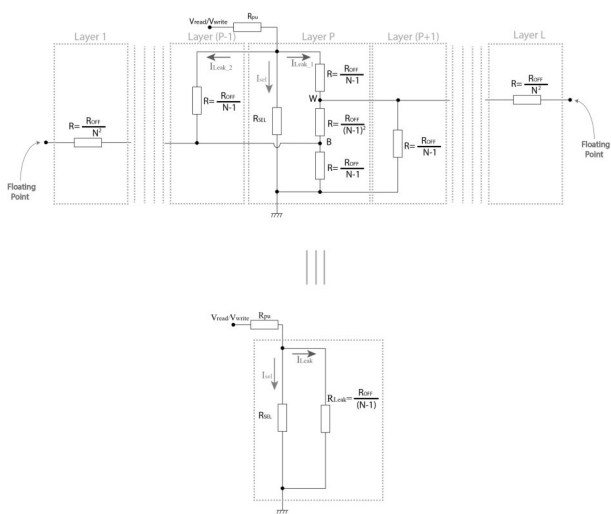 Layer 1
Layer (P-1)
Layer P
Layer (P+1)
Layer L
Vread/Vwrite
Rpu
ILeak_2
ILeak_1
Isel
R= ROFF / N-1
R= ROFF / N-1
W
RSEL
R= ROFF / (N-1)²
B
R= ROFF / N-1
R= ROFF / N-1
R= ROFF / N²
R= ROFF / N²
Floating
Point
Floating
Point
Vread/Vwrite
Rpu
Isel
ILeak
RSEL
RLeak= ROFF / (N-1)